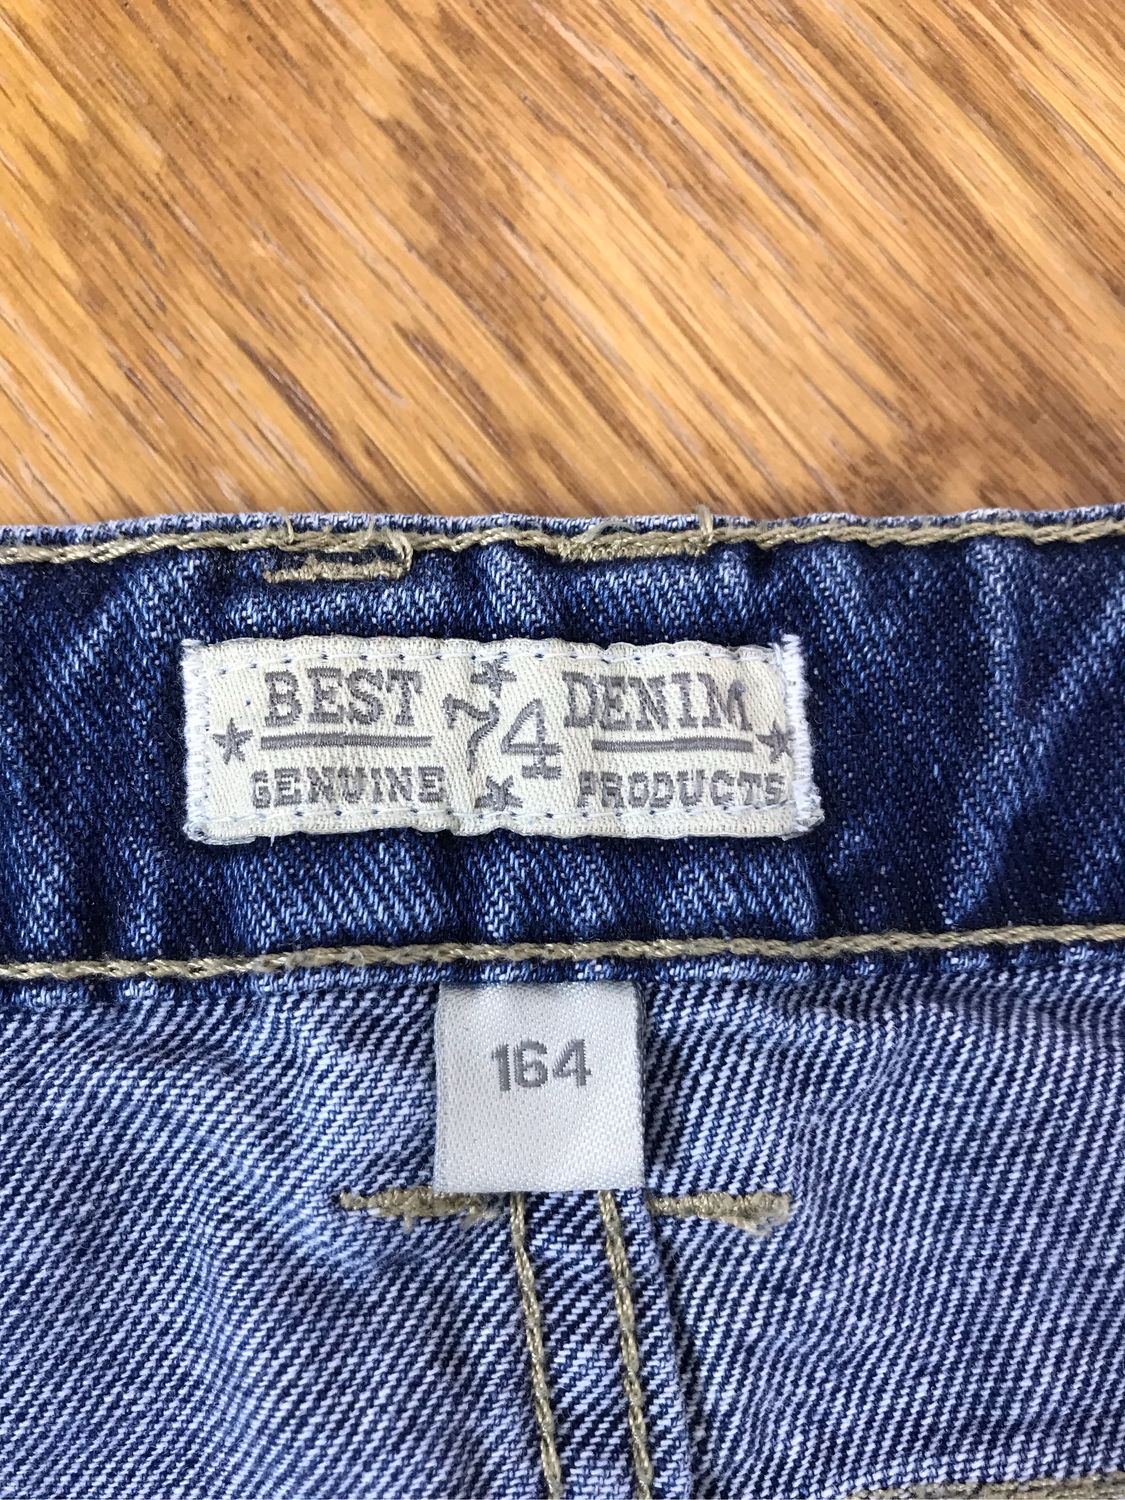 BEST 74 DENIM
GENUINE PRODUCTS
164